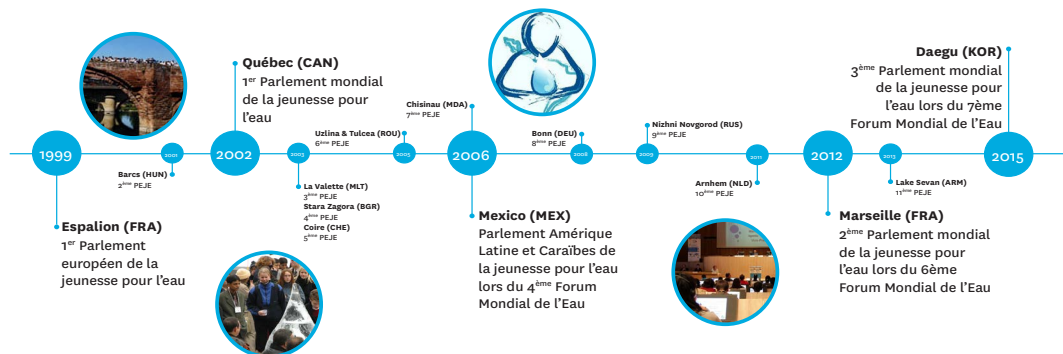 1999
Espalion (FRA)
1er Parlement
européen de la
jeunesse pour l'eau
2001
Barcs (HUN)
2ème PEJE
Québec (CAN)
1er Parlement mondial
de la jeunesse pour
l'eau
2002
2003
La Valette (MLT)
3ème PEJE
Stara Zagora (BGR)
4ème PEJE
Coire (CHE)
5ème PEJE
Uzlina & Tulcea (ROU)
6ème PEJE
2005
Chisinau (MDA)
7ème PEJE
2006
Mexico (MEX)
Parlement Amérique
Latine et Caraïbes de
la jeunesse pour l'eau
lors du 4ème Forum
Mondial de l'Eau
Bonn (DEU)
8ème PEJE
2008
Nizhni Novgorod (RUS)
9ème PEJE
2009
2011
Arnhem (NLD)
10ème PEJE
2012
Marseille (FRA)
2ème Parlement mondial
de la jeunesse pour
l'eau lors du 6ème
Forum Mondial de l'Eau
2013
Lake Sevan (ARM)
11ème PEJE
Daegu (KOR)
3ème Parlement mondial
de la jeunesse pour
l'eau lors du 7ème
Forum Mondial de l'Eau
2015